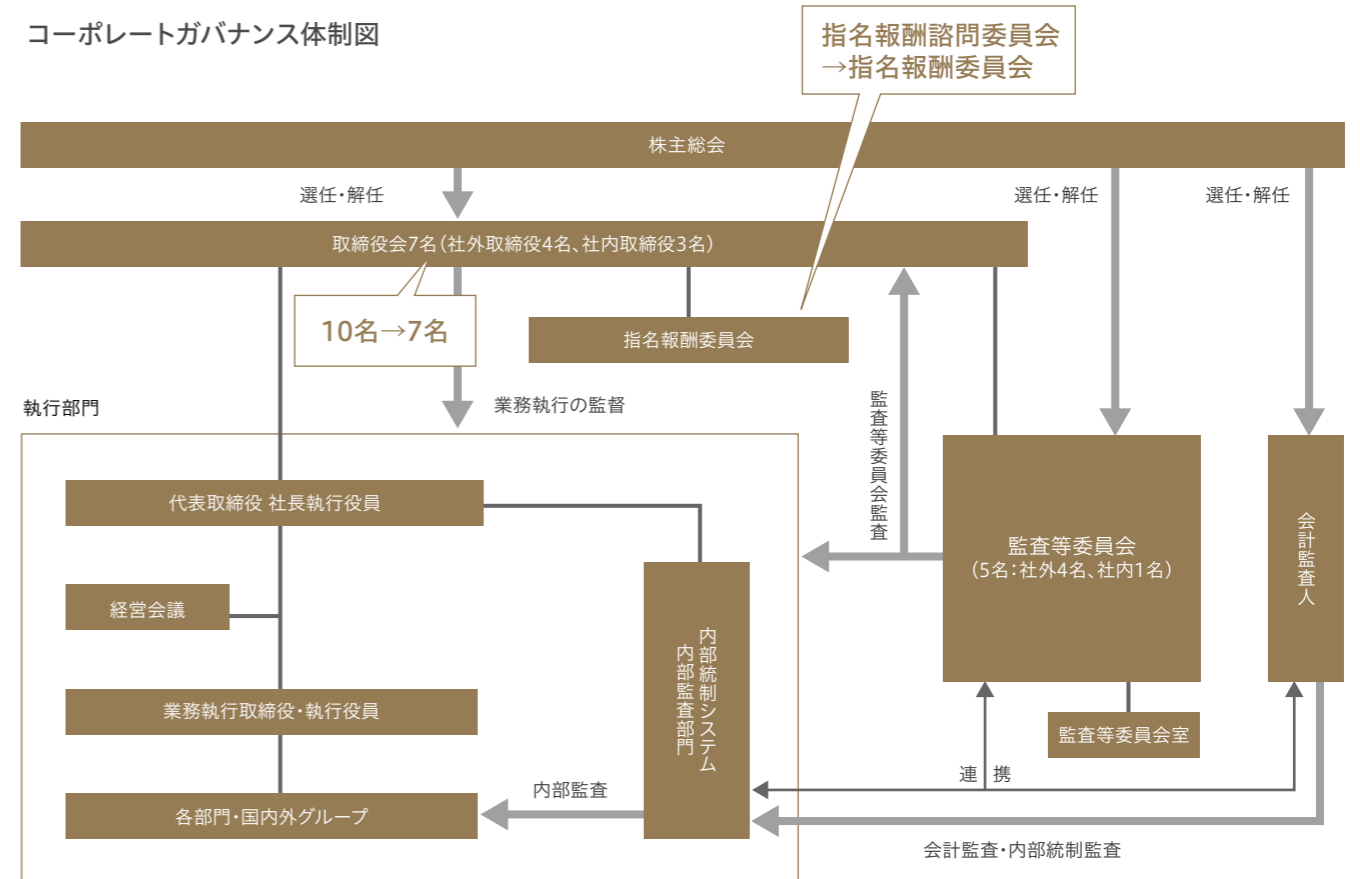 コーポレートガバナンス体制図
指名報酬諮問委員会
→指名報酬委員会
株主総会
選任・解任
選任・解任
選任・解任
取締役会7名(社外取締役4名、社内取締役3名)
10名→7名
指名報酬委員会
執行部門
業務執行の監督
監査等委員会監査
代表取締役 社長執行役員
監査等委員会
(5名:社外4名、社内1名)
会計監査人
経営会議
内部統制システム
内部監査部門
業務執行取締役・執行役員
監査等委員会室
連携
内部監査
各部門・国内外グループ
会計監査・内部統制監査